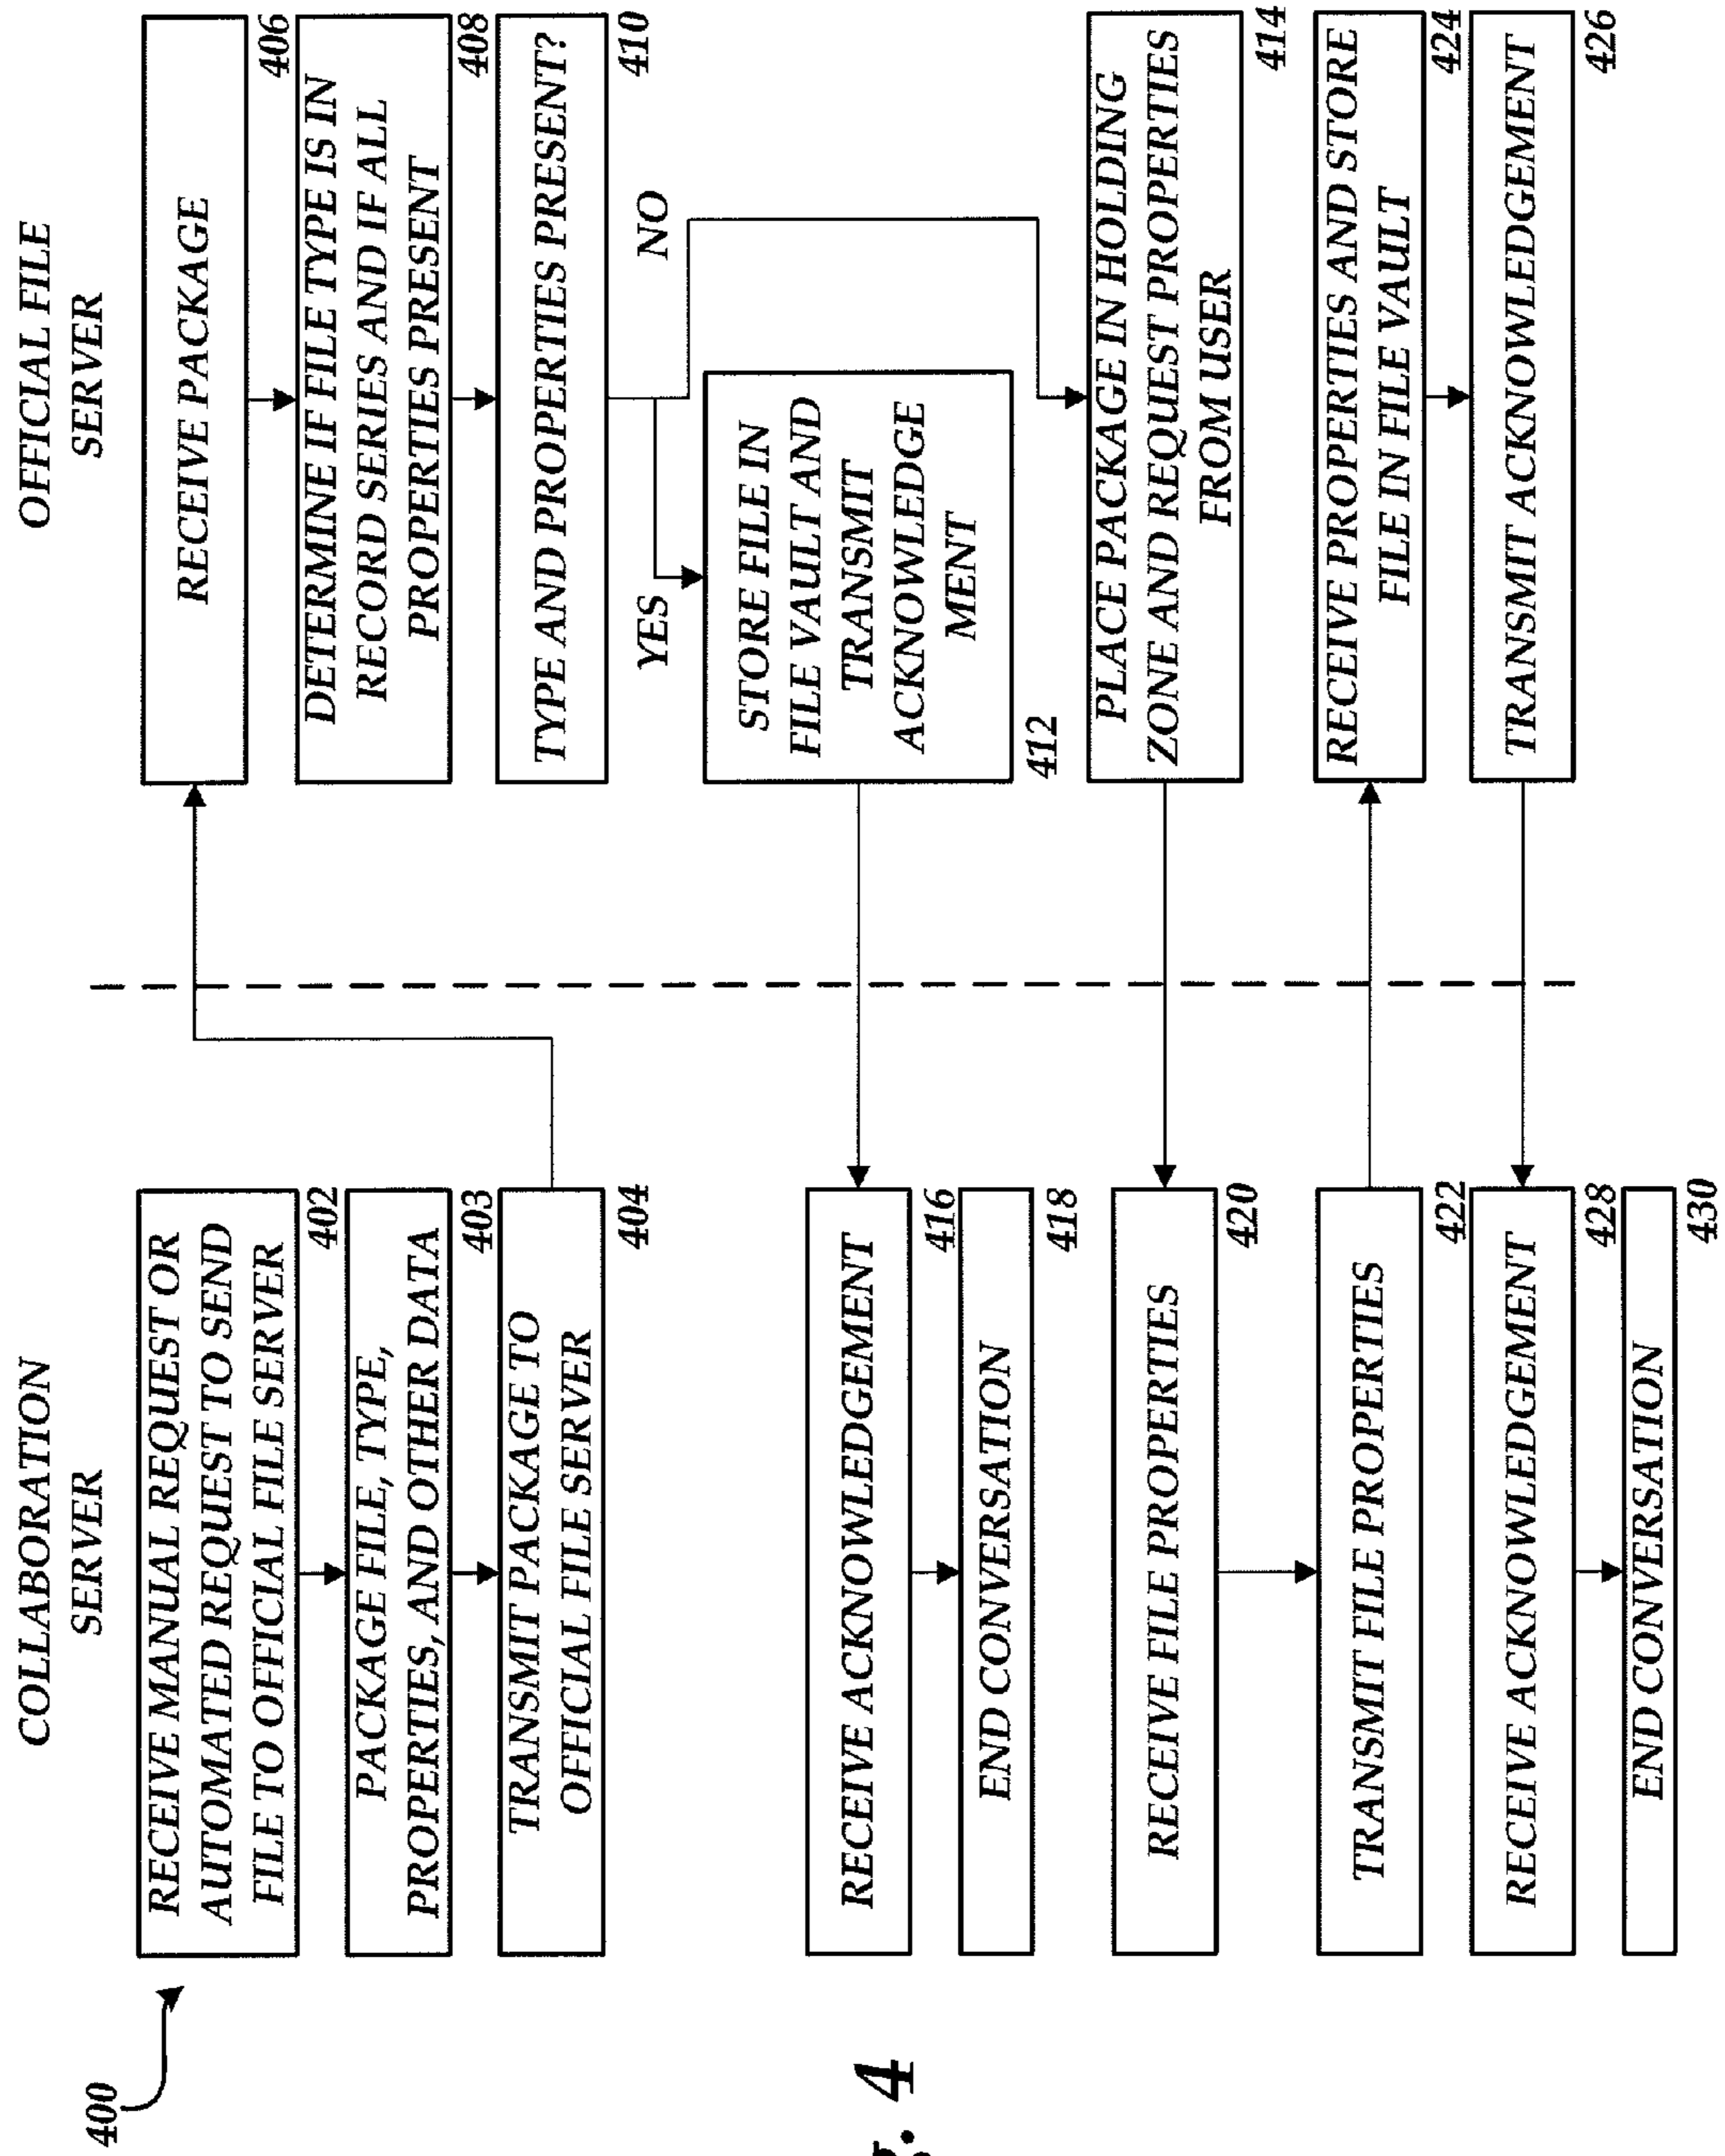 400
COLLABORATION
SERVER
RECEIVE MANUAL REQUEST OR
AUTOMATED REQUEST TO SEND
FILE TO OFFICIAL FILE SERVER
402
PACKAGE FILE, TYPE,
PROPERTIES, AND OTHER DATA
403
TRANSMIT PACKAGE TO
OFFICIAL FILE SERVER
404
RECEIVE ACKNOWLEDGEMENT
416
END CONVERSATION
418
RECEIVE FILE PROPERTIES
420
TRANSMIT FILE PROPERTIES
422
RECEIVE ACKNOWLEDGMENT
428
END CONVERSATION
430
OFFICIAL FILE
SERVER
RECEIVE PACKAGE
406
DETERMINE IF FILE TYPE IS IN
RECORD SERIES AND IF ALL
PROPERTIES PRESENT
408
TYPE AND PROPERTIES PRESENT?
410
YES
NO
STORE FILE IN
FILE VAULT AND
TRANSMIT
ACKNOWLEDGE
MENT
412
PLACE PACKAGE IN HOLDING
ZONE AND REQUEST PROPERTIES
FROM USER
414
RECEIVE PROPERTIES AND STORE
FILE IN FILE VAULT
424
TRANSMIT ACKNOWLEDGEMENT
426
4